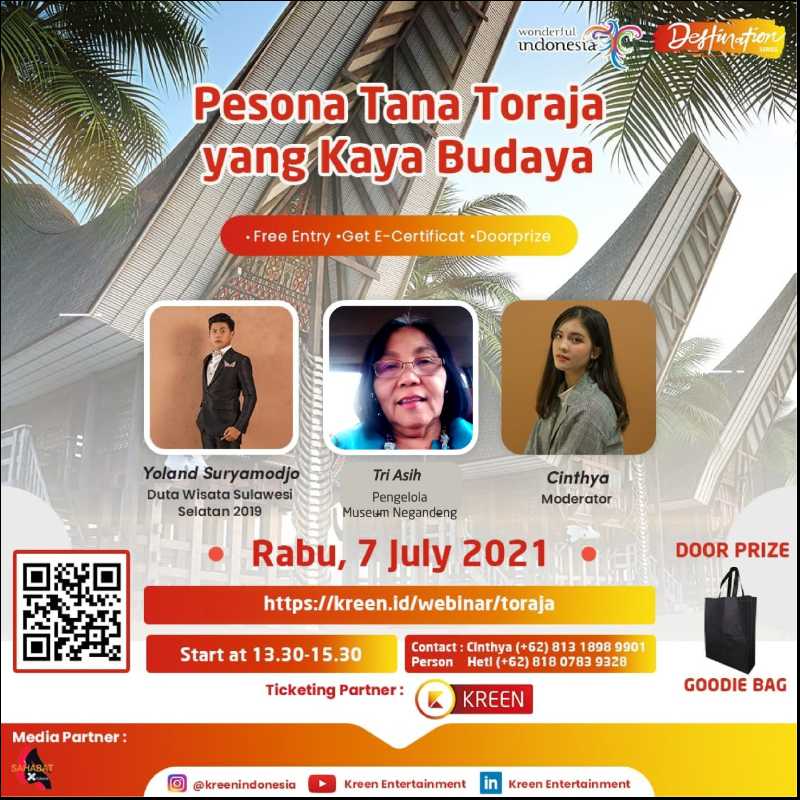 wonderful
indonesia
Destination
SERIES
Pesona Tana Toraja
yang Kaya Budaya
• Free Entry •Get E-Certificat •Doorprize
Yoland Suryamodjo
Duta Wisata Sulawesi
Selatan 2019
Tri Asih
Pengelola
Museum Negandeng
Cinthya
Moderator
• Rabu, 7 July 2021 •
DOOR PRIZE
https://kreen.id/webinar/toraja
Start at 13.30-15.30
Contact : Cinthya (+62) 813 1898 9901
Person Heti (+62) 818 0783 9328
GOODIE BAG
Ticketing Partner :
KREEN
Media Partner :
SAHABAT
@kreenindonesia
Kreen Entertainment
Kreen Entertainment